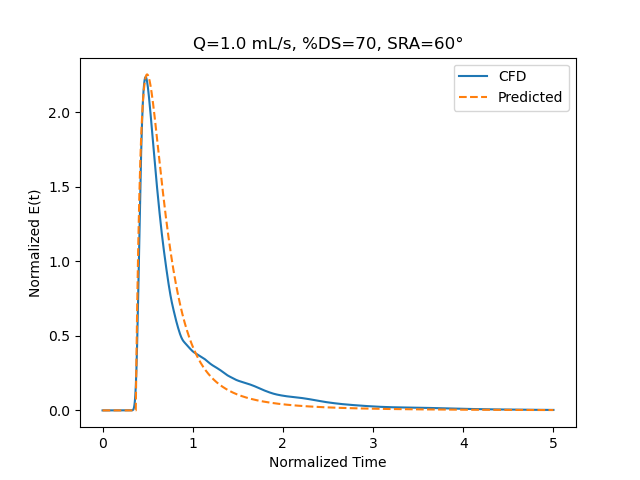 Q=1.0 mL/s, %DS=70, SRA=60°
CFD
Predicted
Normalized E(t)
2.0
1.5
1.0
0.5
0.0
0 1 2 3 4 5
Normalized Time